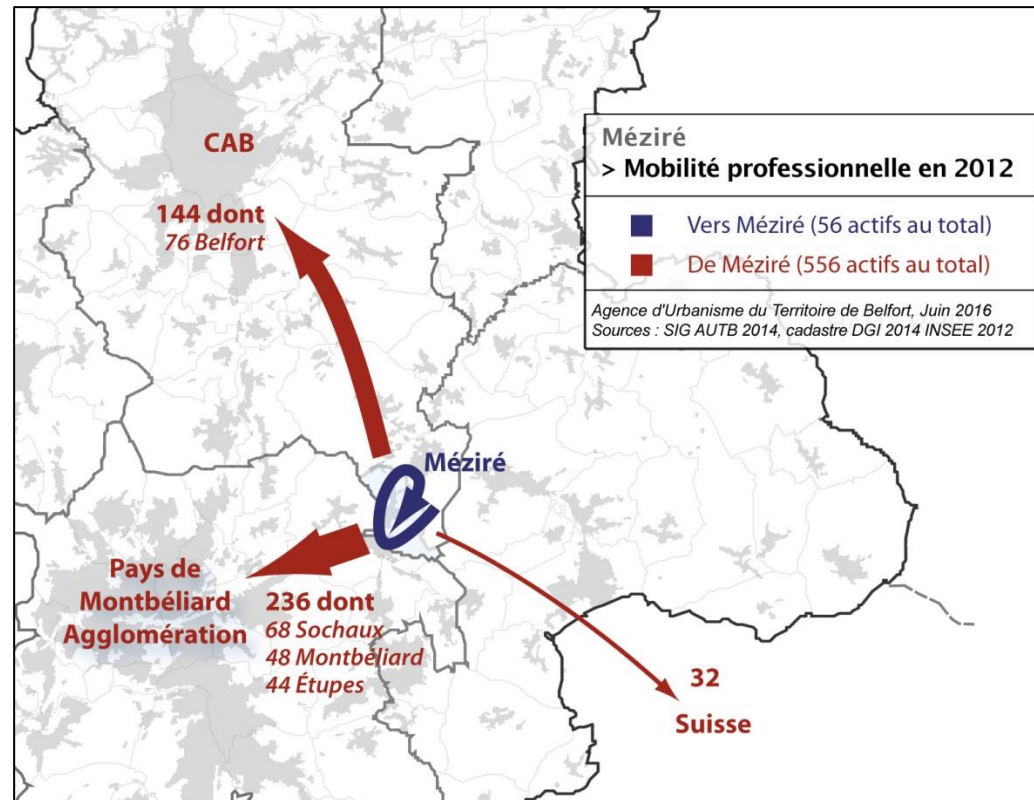 CAB
144 dont
76 Belfort
Méziré
> Mobilité professionnelle en 2012
Vers Méziré (56 actifs au total)
De Méziré (556 actifs au total)
Agence d'Urbanisme du Territoire de Belfort, Juin 2016
Sources : SIG AUTB 2014, cadastre DGI 2014 INSEE 2012
Méziré
Pays de
Montbéliard
Agglomération
236 dont
68 Sochaux
48 Montbéliard
44 Étupes
32
Suisse